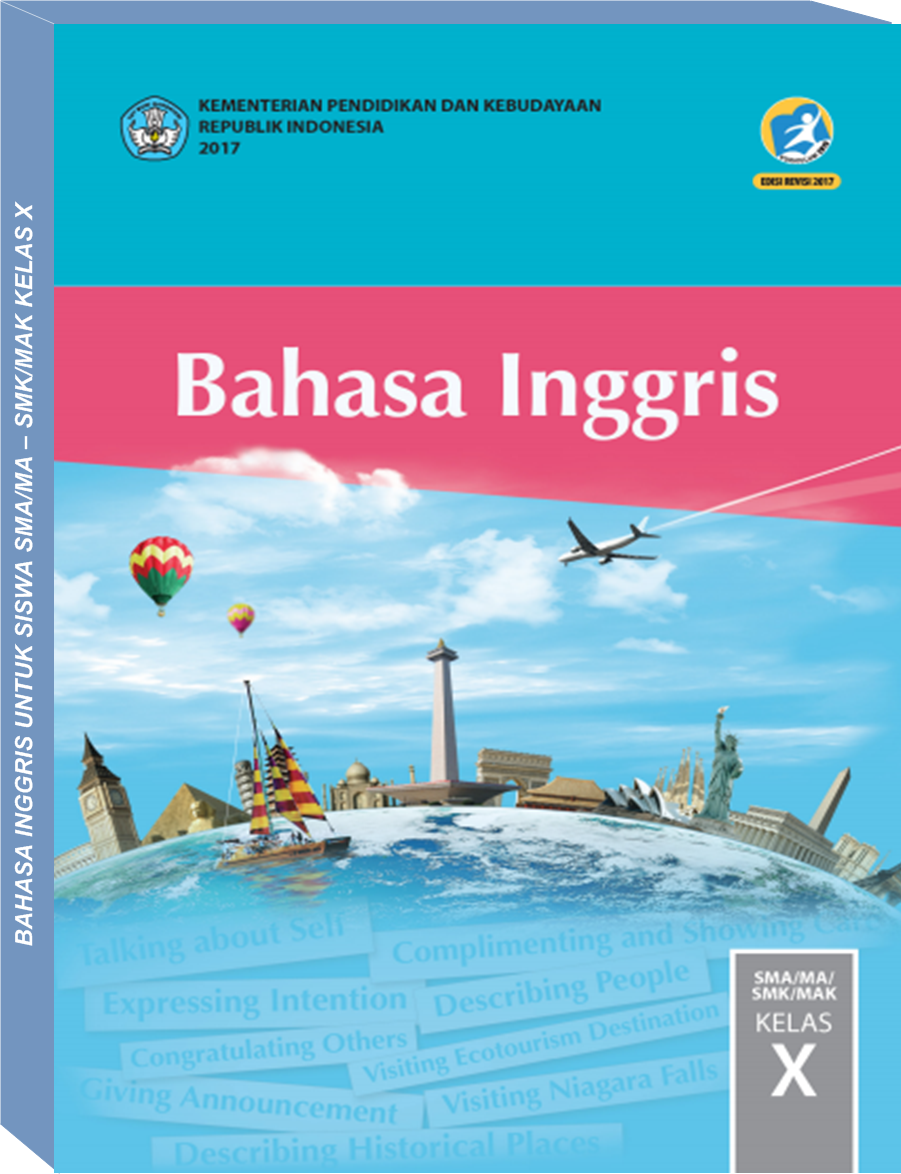 KEMENTERIAN PENDIDIKAN DAN KEBUDAYAAN
REPUBLIK INDONESIA
2017
EDISI REVISI 2017
BAHASA INGGRIS UNTUK SISWA SMA/MA – SMK/MAK KELAS X
Bahasa Inggris
Talking about Self
Complimenting and Showing Care
Expressing Intention
Describing People
Congratulating Others
Visiting Ecotourism Destination
Giving Announcement
Visiting Niagara Falls
Describing Historical Places
SMA/MA/
SMK/MAK
KELAS
X